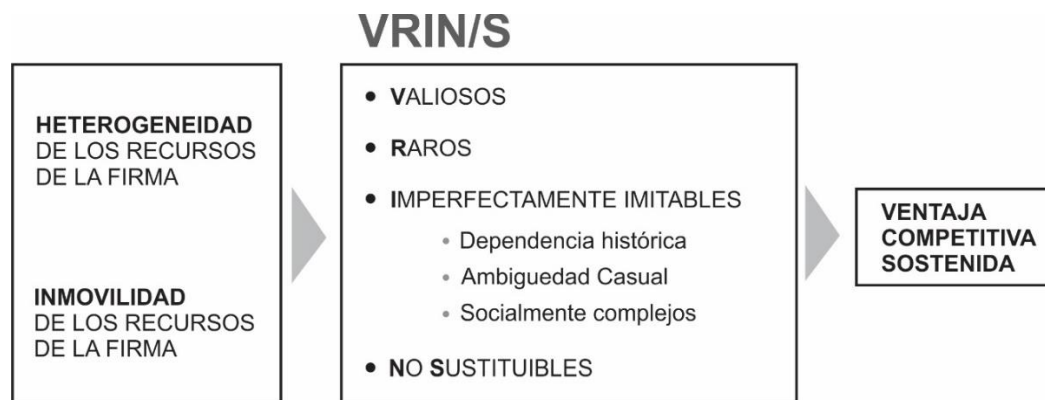 VRIN/S
HETEROGENEIDAD
DE LOS RECURSOS
DE LA FIRMA
INMOVILIDAD
DE LOS RECURSOS
DE LA FIRMA
• VALIOSOS
• RAROS
• IMPERFECTAMENTE IMITABLES
• Dependencia histórica
• Ambiguedad Casual
• Socialmente complejos
• NO SUSTITUIBLES
VENTAJA
COMPETITIVA
SOSTENIDA